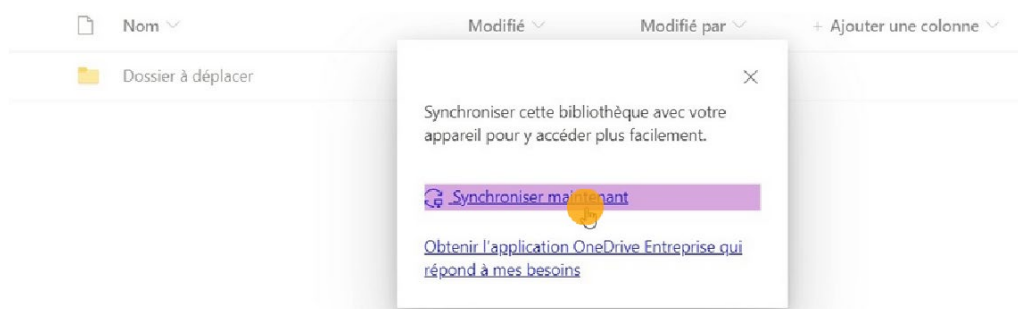 Nom Modifié Modifié par + Ajouter une colonne
Dossier à déplacer
Synchroniser cette bibliothèque avec votre
appareil pour y accéder plus facilement.
Synchroniser maintenant
Obtenir l'application OneDrive Entreprise qui
répond à mes besoins